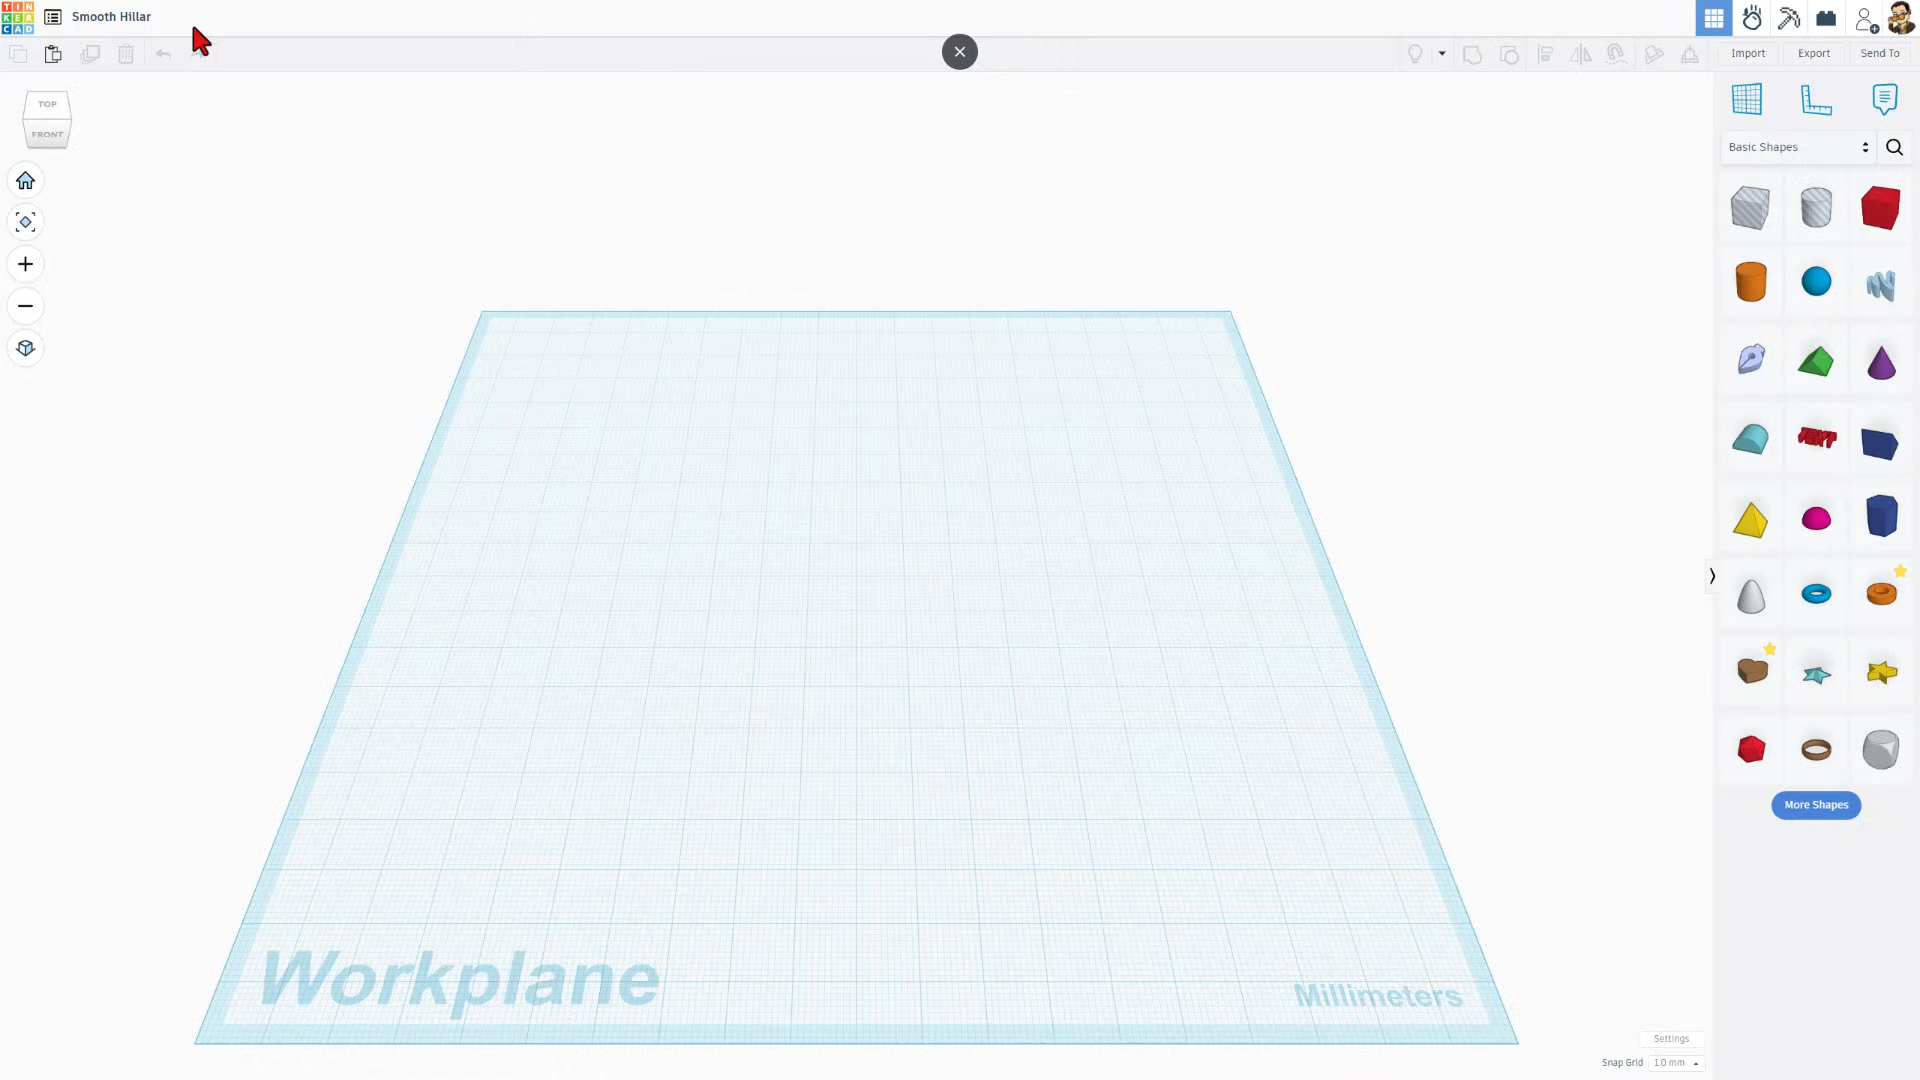 TIN
KER
CAD
Smooth Hillar
Import
Export
Send To
TOP
FRONT
Basic Shapes
TEXT
More Shapes
Workplane
Millimeters
Settings
Snap Grid
1.0 mm